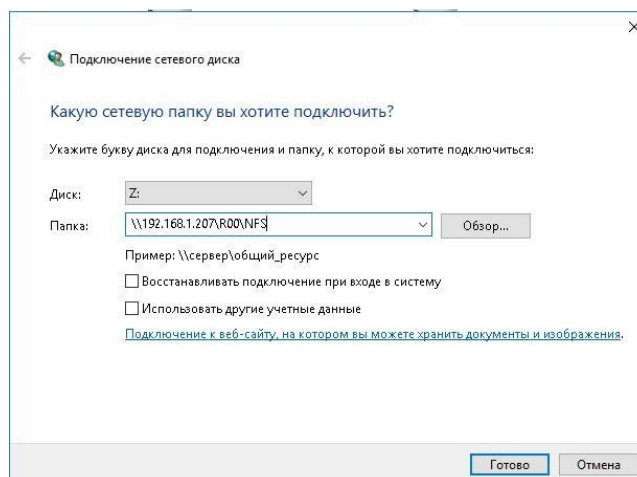 Подключение сетевого диска
Какую сетевую папку вы хотите подключить?
Укажите букву диска для подключения и папку, к которой вы хотите подключиться:
Диск: Z:
Папка: \\192.168.1.207\R00\NFS Обзор...
Пример: \\сервер\общий_ресурс
Восстанавливать подключение при входе в систему
Использовать другие учетные данные
Подключение к веб-сайту, на котором вы можете хранить документы и изображения.
Готово Отмена